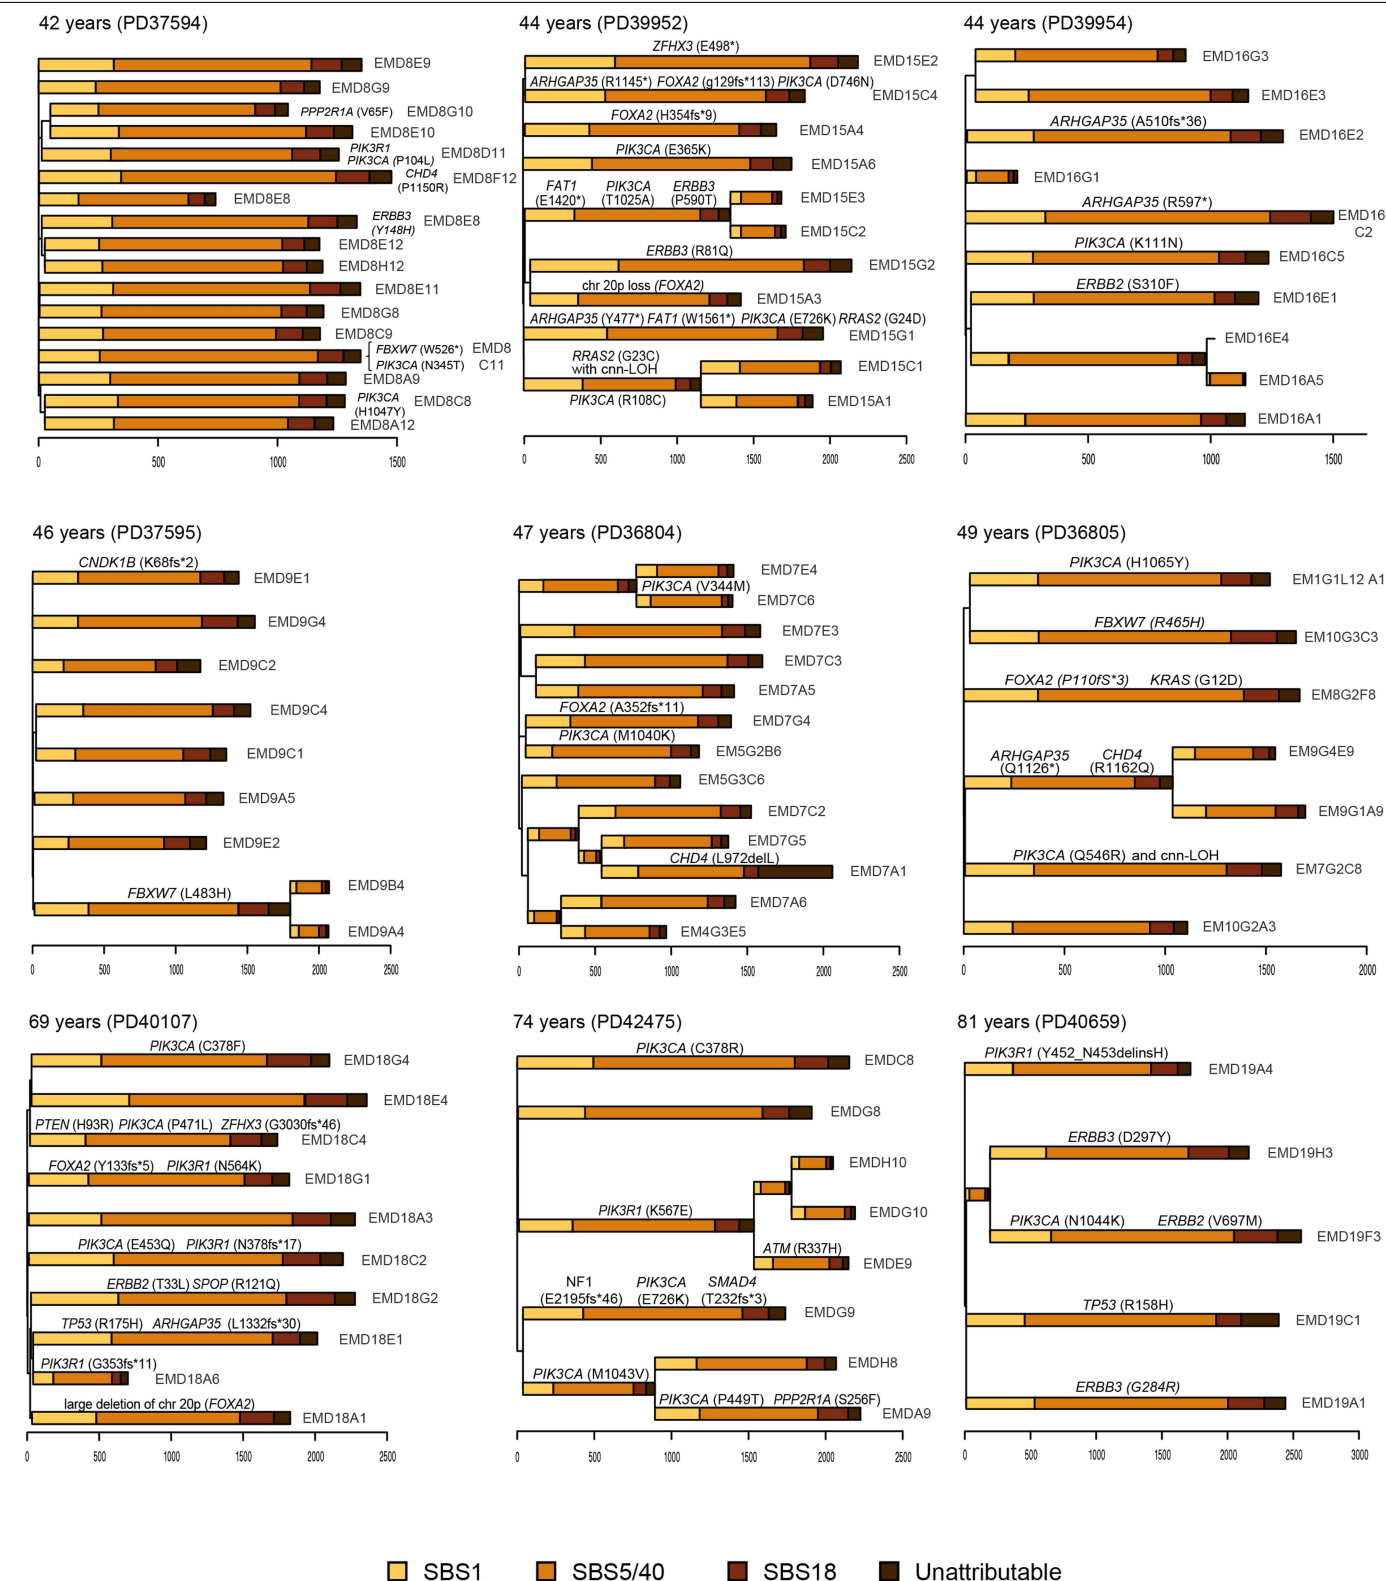 42 years (PD37594)
EMD8E9
EMD8G9
PPP2R1A (V65F) EMD8G10
EMD8E10
PIK3R1
PIK3CA (P104L) EMD8D11
CHD4
(P1150R) EMD8F12
EMD8E8
ERBB3
(Y148H) EMD8E8
EMD8E12
EMD8H12
EMD8E11
EMD8G8
EMD8C9
FBXW7 (W526*) EMD8
PIK3CA (N345T) C11
EMD8A9
PIK3CA EMD8C8
(H1047Y)
EMD8A12
0 500 1000 1500
44 years (PD39952)
ZFHX3 (E498*)
EMD15E2
ARHGAP35 (R1145*) FOXA2 (g129fs*113) PIK3CA (D746N)
EMD15C4
FOXA2 (H354fs*9)
EMD15A4
PIK3CA (E365K)
EMD15A6
FAT1 PIK3CA ERBB3
(E1420*) (T1025A) (P590T)
EMD15E3
EMD15C2
ERBB3 (R81Q)
EMD15G2
chr 20p loss (FOXA2)
EMD15A3
ARHGAP35 (Y477*) FAT1 (W1561*) PIK3CA (E726K) RRAS2 (G24D)
EMD15G1
RRAS2 (G23C)
with cnn-LOH
EMD15C1
PIK3CA (R108C)
EMD15A1
0 500 1000 1500 2000 2500
44 years (PD39954)
EMD16G3
EMD16E3
ARHGAP35 (A510fs*36)
EMD16E2
EMD16G1
ARHGAP35 (R597*)
EMD16
C2
PIK3CA (K111N)
EMD16C5
ERBB2 (S310F)
EMD16E1
EMD16E4
EMD16A5
EMD16A1
0 500 1000 1500
46 years (PD37595)
CNDK1B (K68fs*2)
EMD9E1
EMD9G4
EMD9C2
EMD9C4
EMD9C1
EMD9A5
EMD9E2
FBXW7 (L483H)
EMD9B4
EMD9A4
0 500 1000 1500 2000 2500
47 years (PD36804)
EMD7E4
PIK3CA (V344M)
EMD7C6
EMD7E3
EMD7C3
EMD7A5
FOXA2 (A352fs*11)
EMD7G4
PIK3CA (M1040K)
EM5G2B6
EM5G3C6
EMD7C2
EMD7G5
CHD4 (L972delL)
EMD7A1
EMD7A6
EM4G3E5
0 500 1000 1500 2000 2500
49 years (PD36805)
PIK3CA (H1065Y)
EM1G1L12 A1
FBXW7 (R465H)
EM10G3C3
FOXA2 (P110fS*3) KRAS (G12D)
EM8G2F8
ARHGAP35 CHD4
(Q1126*) (R1162Q)
EM9G4E9
EM9G1A9
PIK3CA (Q546R) and cnn-LOH
EM7G2C8
EM10G2A3
0 500 1000 1500 2000
69 years (PD40107)
PIK3CA (C378F)
EMD18G4
EMD18E4
PTEN (H93R) PIK3CA (P471L) ZFHX3 (G3030fs*46)
EMD18C4
FOXA2 (Y133fs*5) PIK3R1 (N564K)
EMD18G1
EMD18A3
PIK3CA (E453Q) PIK3R1 (N378fs*17)
EMD18C2
ERBB2 (T33L) SPOP (R121Q)
EMD18G2
TP53 (R175H) ARHGAP35 (L1332fs*30)
EMD18E1
PIK3R1 (G353fs*11)
EMD18A6
large deletion of chr 20p (FOXA2)
EMD18A1
0 500 1000 1500 2000 2500
74 years (PD42475)
PIK3CA (C378R)
EMDC8
EMDG8
EMDH10
EMDG10
PIK3R1 (K567E)
ATM (R337H)
EMDE9
NF1 PIK3CA SMAD4
(E2195fs*46) (E726K) (T232fs*3)
EMDG9
EMDH8
PIK3CA (M1043V)
PIK3CA (P449T) PPP2R1A (S256F)
EMDA9
0 500 1000 1500 2000 2500
81 years (PD40659)
PIK3R1 (Y452_N453delinsH)
EMD19A4
ERBB3 (D297Y)
EMD19H3
PIK3CA (N1044K) ERBB2 (V697M)
EMD19F3
TP53 (R158H)
EMD19C1
ERBB3 (G284R)
EMD19A1
0 500 1000 1500 2000 2500 3000
SBS1 SBS5/40 SBS18 Unattributable